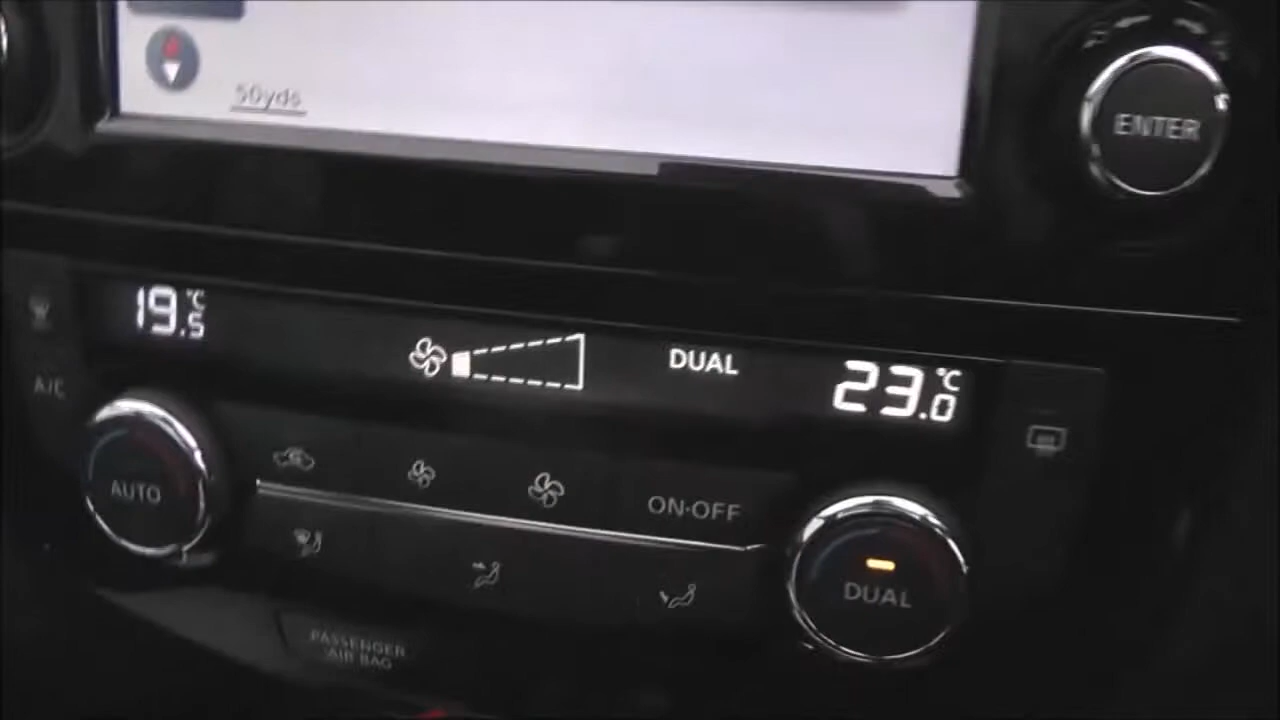 50yds
ENTER
19.5°C
DUAL
23.0°C
A/C
AUTO
ON·OFF
DUAL
PASSENGER
AIR BAG